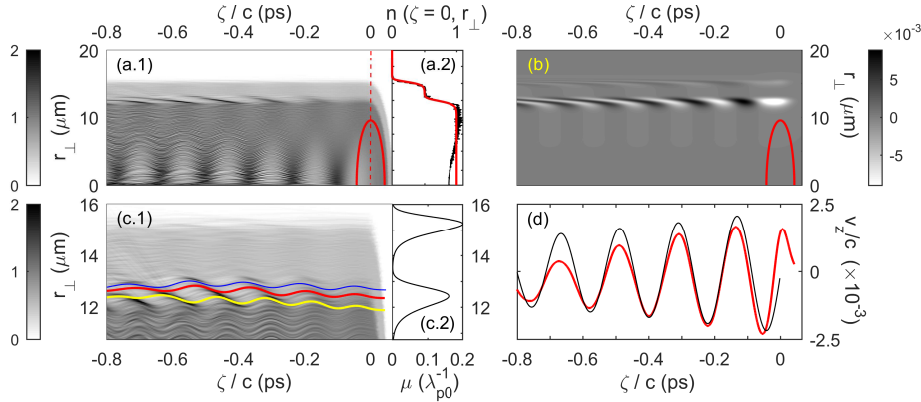 ζ / c (ps)
n (ζ = 0, r⊥)
ζ / c (ps)
× 10⁻³
-0.8 -0.6 -0.4 -0.2 0
0 1
-0.8 -0.6 -0.4 -0.2 0
2
1
0
r⊥ (μm)
20
10
0
(a.1)
(a.2)
(b)
20
10
0
r⊥ (μm)
5
0
-5
2
1
0
r⊥ (μm)
16
15
14
13
12
(c.1)
(c.2)
16
14
12
(d)
2.5
0
-2.5
v_z/c (× 10⁻³)
-0.8 -0.6 -0.4 -0.2 0
0 0.1 0.2
-0.8 -0.6 -0.4 -0.2 0
ζ / c (ps)
μ (λ_p0⁻¹)
ζ / c (ps)